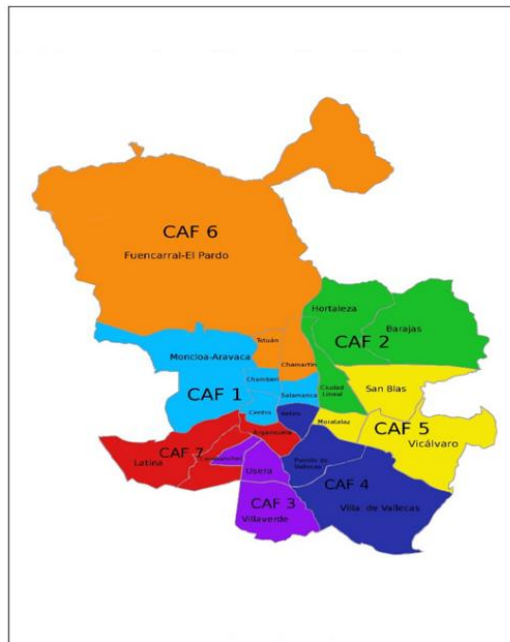 CAF 6
Fuencarral-El Pardo
Hortaleza
Barajas
Tetuán
CAF 2
Moncloa-Aravaca
Chamartín
Chamberí
San Blas
Ciudad
Lineal
CAF 1
Salamanca
Centro
Retiro
Moratalaz
CAF 5
Arganzuela
Vicálvaro
CAF 7
Latina
Carabanchel
Puente de
Vallecas
Usera
CAF 4
CAF 3
Villa de Vallecas
Villaverde